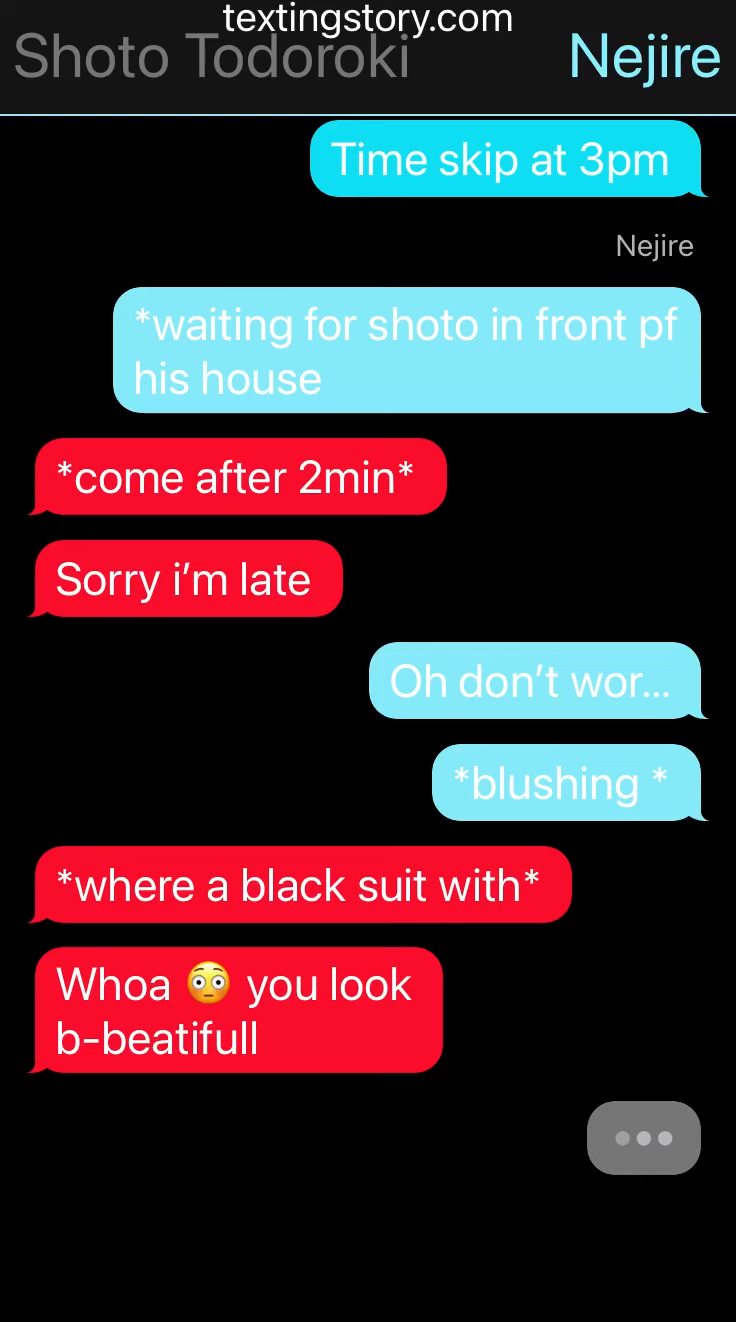 textingstory.com
Shoto Todoroki
Nejire
Time skip at 3pm
Nejire
*waiting for shoto in front pf
his house
*come after 2min*
Sorry i’m late
Oh don’t wor...
*blushing *
*where a black suit with*
Whoa 😳 you look
b-beatifull